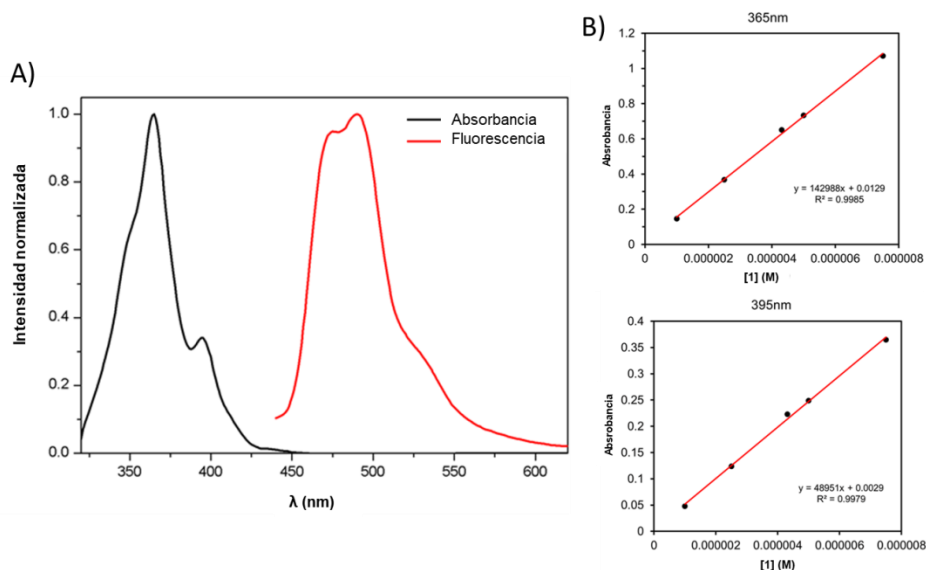 A)
Intensidad normalizada
1.0
0.8
0.6
0.4
0.2
0.0
350
400
450
500
550
600
λ (nm)
Absorbancia
Fluorescencia
B)
365nm
Absrobancia
1.2
1
0.8
0.6
0.4
0.2
0
y = 142988x + 0.0129
R² = 0.9985
0
0.000002
0.000004
0.000006
0.000008
[1] (M)
395nm
Absrobancia
0.4
0.35
0.3
0.25
0.2
0.15
0.1
0.05
0
y = 48951x + 0.0029
R² = 0.9979
0
0.000002
0.000004
0.000006
0.000008
[1] (M)